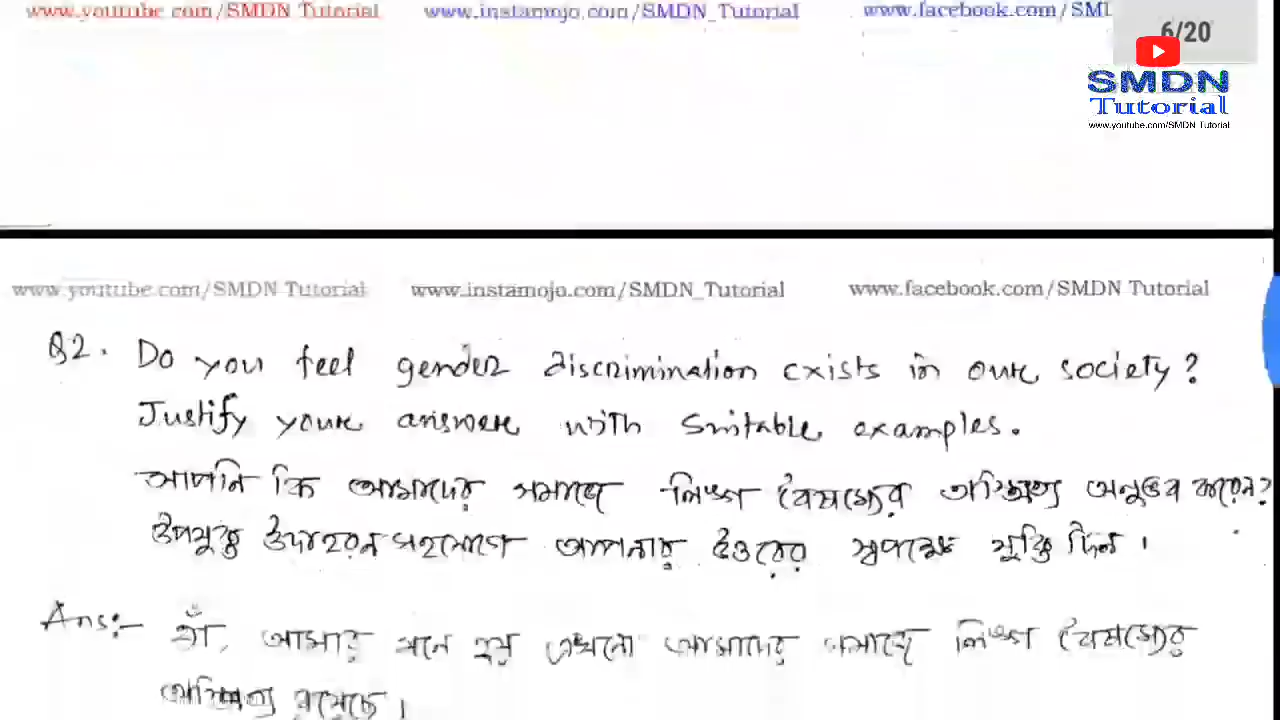 www.youtube.com/SMDN Tutorial www.instamojo.com/SMDN_Tutorial www.facebook.com/SMD
6/20
SMDN
Tutorial
www.youtube.com/SMDN Tutorial
www.youtube.com/SMDN Tutorial www.instamojo.com/SMDN_Tutorial www.facebook.com/SMDN Tutorial
Q2. Do you feel gender discrimination exists in our society?
Justify your answer with suitable examples.
আপনি কি আমাদের সমাজে লিঙ্গ বৈষম্যের অস্তিত্ব অনুভব করেন?
উপযুক্ত উদাহরন সহযোগে আপনার উত্তরের স্বপক্ষে যুক্তি দিন।
Ans:- হ্যাঁ, আমার মনে হয় এখনো আমাদের সমাজে লিঙ্গ বৈষম্যের
অস্তিত্ব রয়েছে।